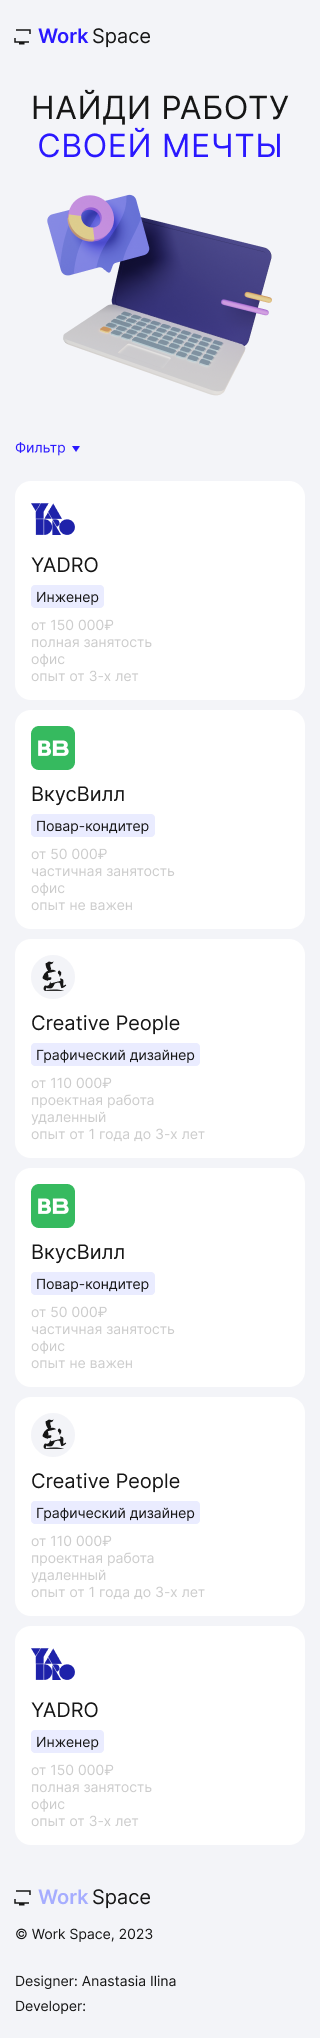 Work Space
НАЙДИ РАБОТУ
СВОЕЙ МЕЧТЫ
Фильтр
YADRO
YADRO
Инженер
от 150 000₽
полная занятость
офис
опыт от 3-х лет
BB
ВкусВилл
Повар-кондитер
от 50 000₽
частичная занятость
офис
опыт не важен
Creative People
Графический дизайнер
от 110 000₽
проектная работа
удаленный
опыт от 1 года до 3-х лет
BB
ВкусВилл
Повар-кондитер
от 50 000₽
частичная занятость
офис
опыт не важен
Creative People
Графический дизайнер
от 110 000₽
проектная работа
удаленный
опыт от 1 года до 3-х лет
YADRO
YADRO
Инженер
от 150 000₽
полная занятость
офис
опыт от 3-х лет
Work Space
© Work Space, 2023
Designer: Anastasia Ilina
Developer: